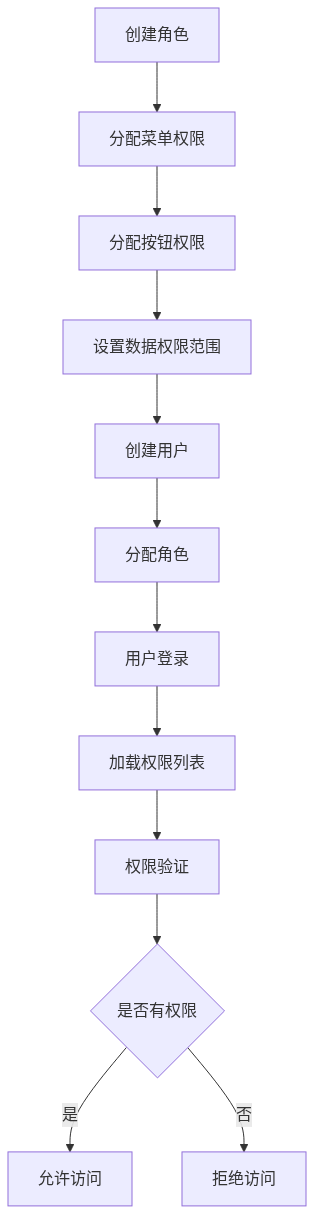 创建角色
分配菜单权限
分配按钮权限
设置数据权限范围
创建用户
分配角色
用户登录
加载权限列表
权限验证
是否有权限
是
否
允许访问
拒绝访问